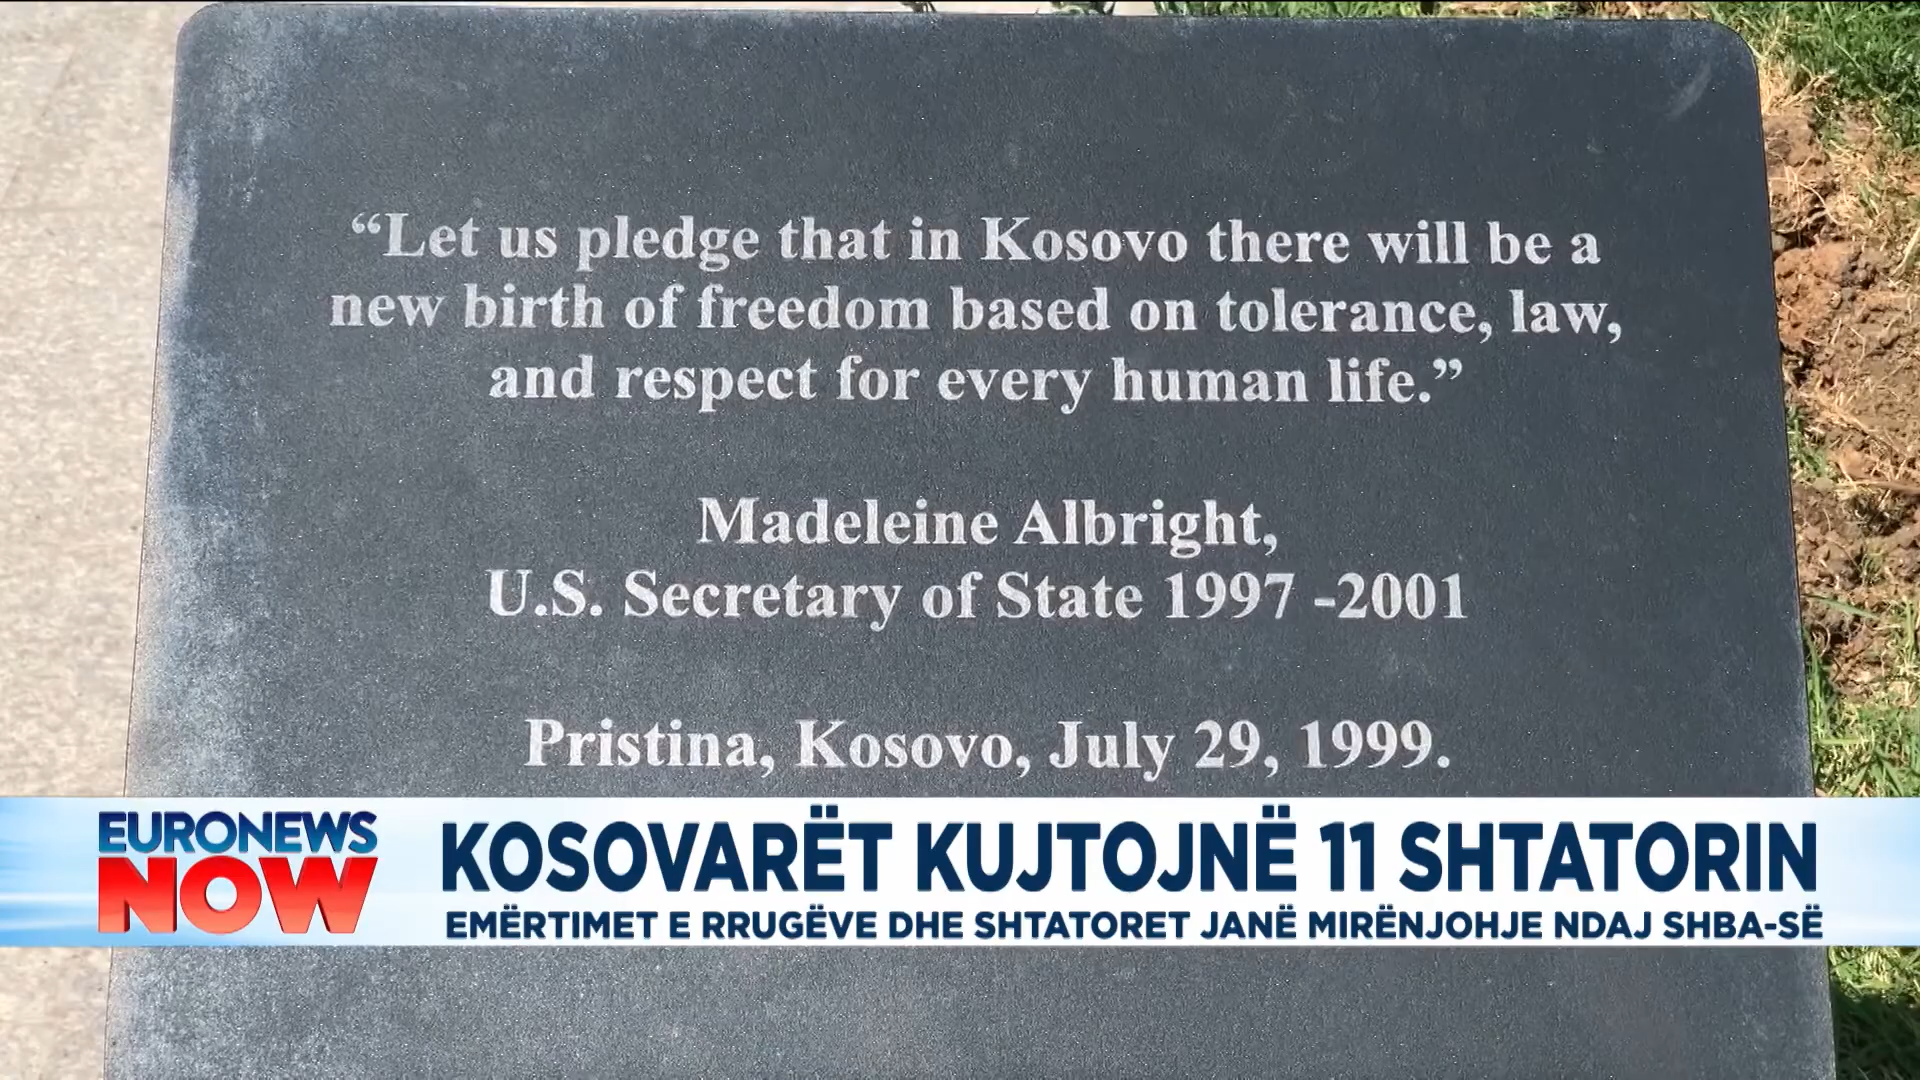 “Let us pledge that in Kosovo there will be a
new birth of freedom based on tolerance, law,
and respect for every human life.”
Madeleine Albright,
U.S. Secretary of State 1997 -2001
Pristina, Kosovo, July 29, 1999.
EURONEWS
NOW
KOSOVARËT KUJTOJNË 11 SHTATORIN
EMËRTIMET E RRUGËVE DHE SHTATORET JANË MIRËNJOHJE NDAJ SHBA-SË